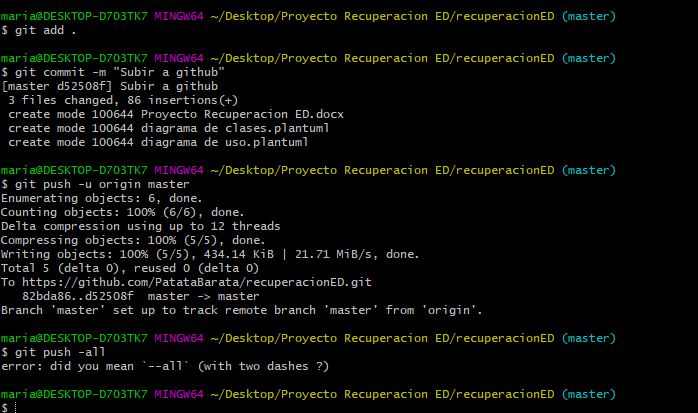 maria@DESKTOP-D7O3TK7 MINGW64 ~/Desktop/Proyecto Recuperacion ED/recuperacionED (master)
$ git add .
maria@DESKTOP-D7O3TK7 MINGW64 ~/Desktop/Proyecto Recuperacion ED/recuperacionED (master)
$ git commit -m "Subir a github"
[master d52508f] Subir a github
 3 files changed, 86 insertions(+)
 create mode 100644 Proyecto Recuperacion ED.docx
 create mode 100644 diagrama de clases.plantuml
 create mode 100644 diagrama de uso.plantuml
maria@DESKTOP-D7O3TK7 MINGW64 ~/Desktop/Proyecto Recuperacion ED/recuperacionED (master)
$ git push -u origin master
Enumerating objects: 6, done.
Counting objects: 100% (6/6), done.
Delta compression using up to 12 threads
Compressing objects: 100% (5/5), done.
Writing objects: 100% (5/5), 434.14 KiB | 21.71 MiB/s, done.
Total 5 (delta 0), reused 0 (delta 0)
To https://github.com/PatataBarata/recuperacionED.git
   82bda86..d52508f  master -> master
Branch 'master' set up to track remote branch 'master' from 'origin'.
maria@DESKTOP-D7O3TK7 MINGW64 ~/Desktop/Proyecto Recuperacion ED/recuperacionED (master)
$ git push -all
error: did you mean `--all` (with two dashes ?)
maria@DESKTOP-D7O3TK7 MINGW64 ~/Desktop/Proyecto Recuperacion ED/recuperacionED (master)
$